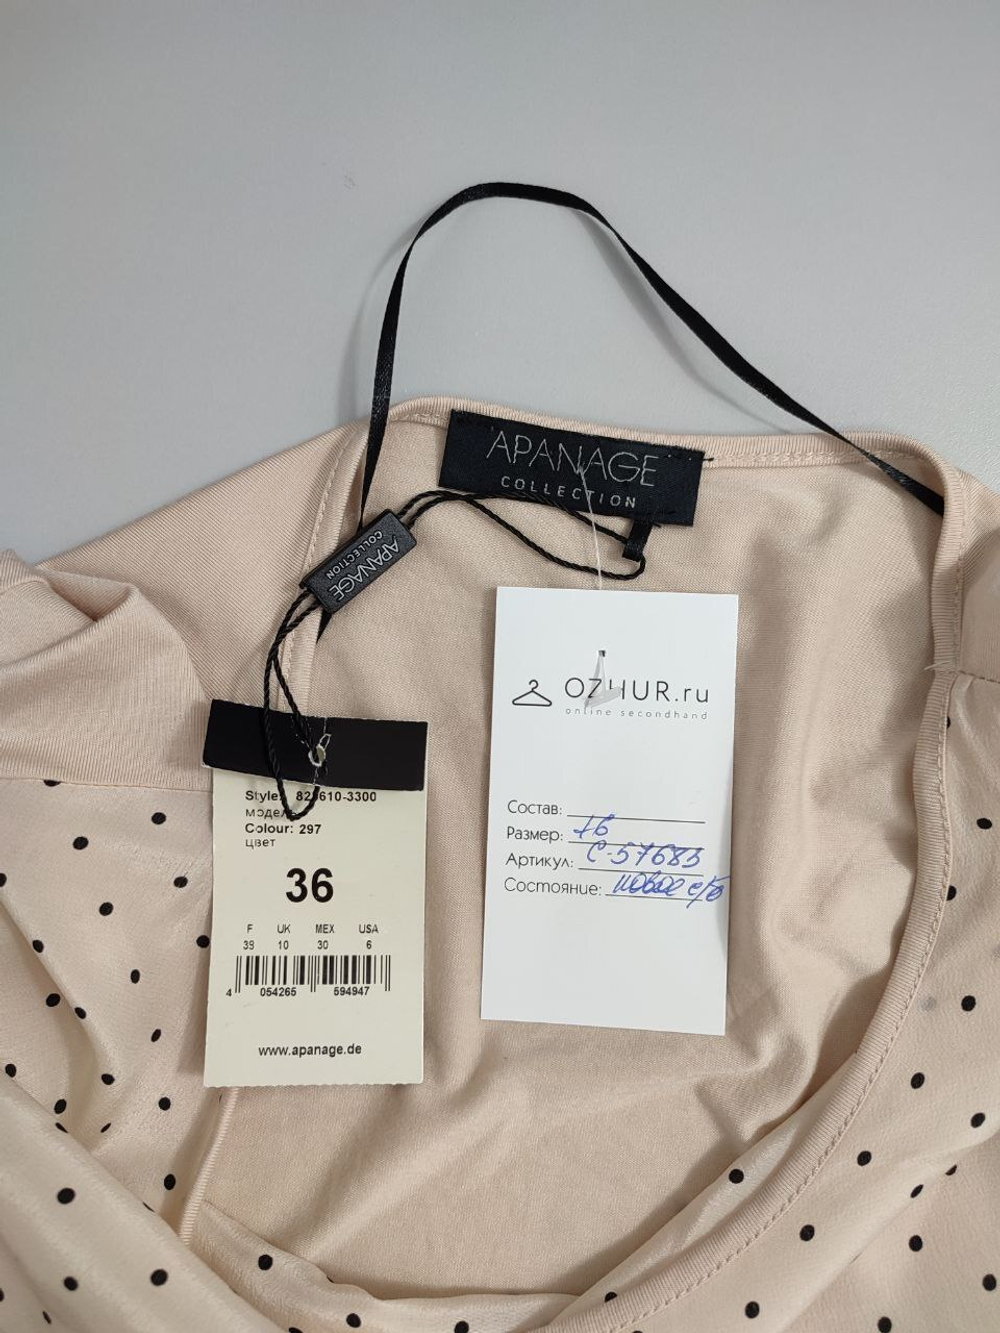 APANAGE
COLLECTION
APANAGE
COLLECTION
OZHUR.ru
online secondhand
Состав:
Размер:
Артикул: С-57683
Состояние: новое с/б
Style:
модель
Colour: 297
цвет
36
F UK MEX USA
10 30 6
4 054265 594947
www.apanage.de